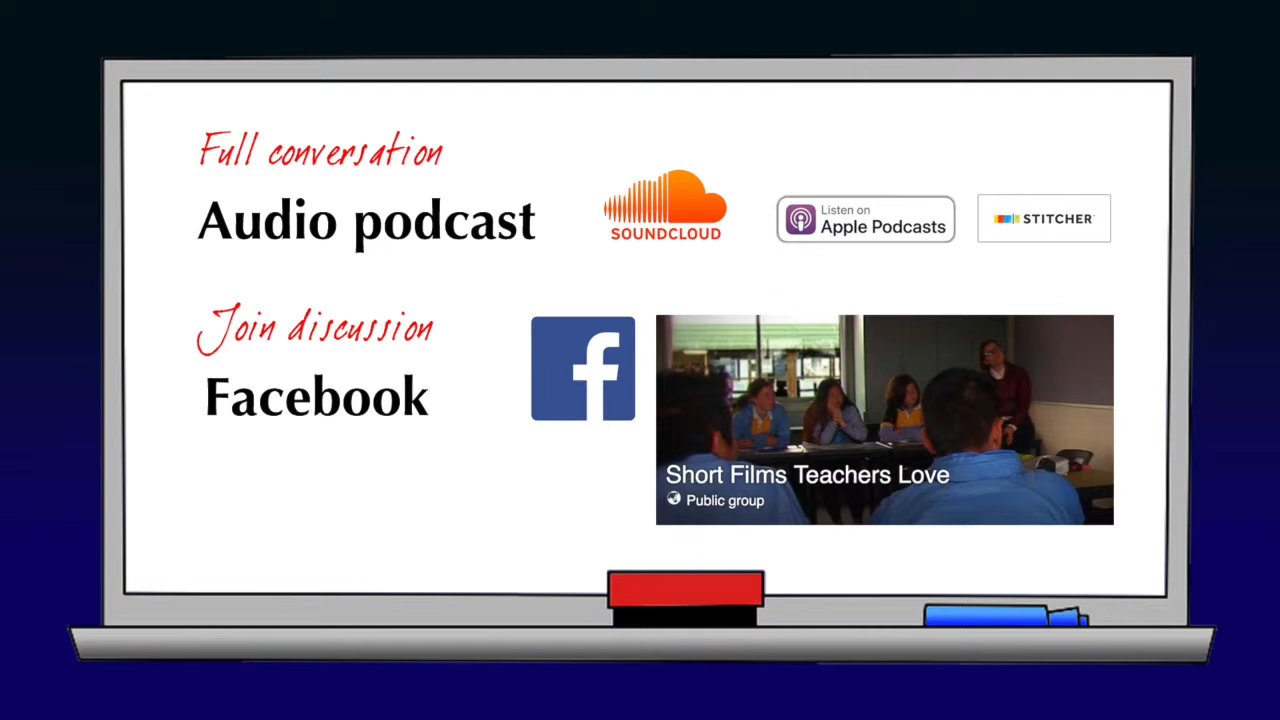 Full conversation
Audio podcast
SOUNDCLOUD
Listen on
Apple Podcasts
STITCHER
Join discussion
Facebook
f
Short Films Teachers Love
Public group